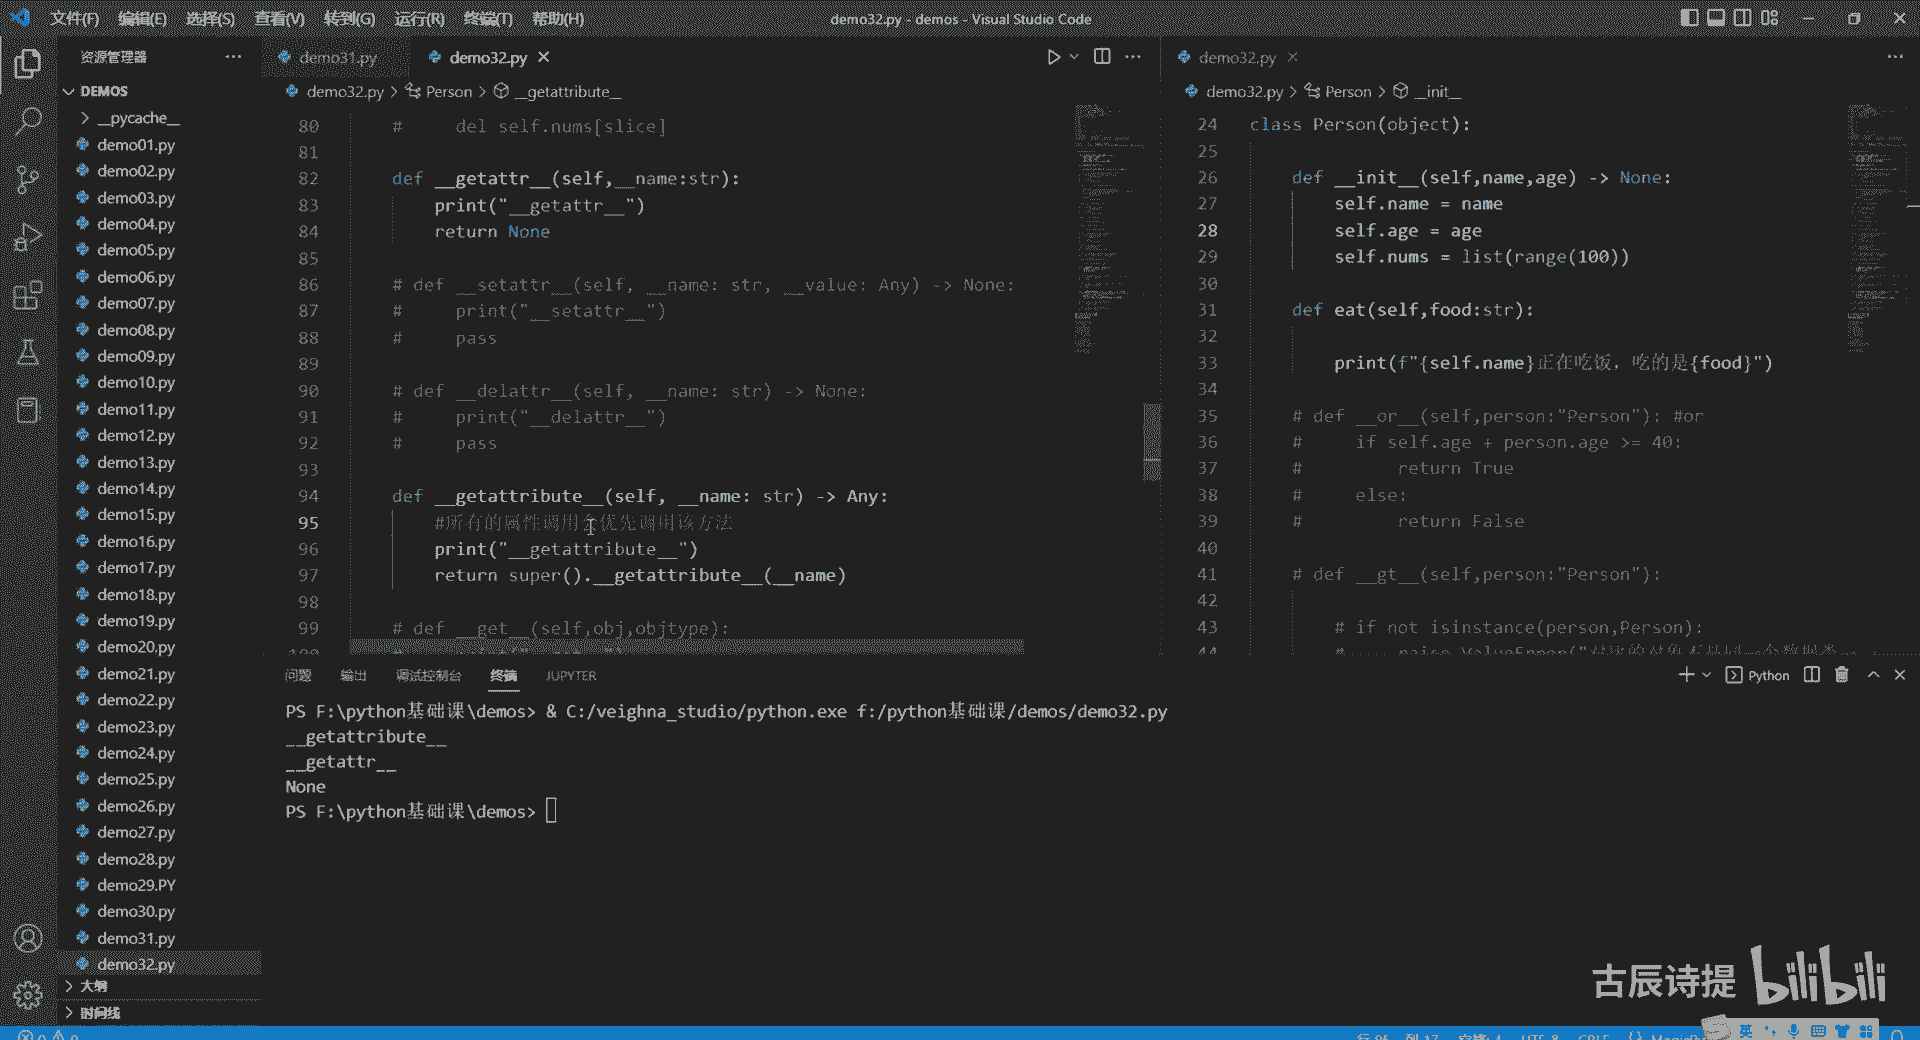 文件(F) 编辑(E) 选择(S) 查看(V) 转到(G) 运行(R) 终端(T) 帮助(H)
demo32.py - demos - Visual Studio Code
资源管理器
DEMOS
__pycache__
demo01.py
demo02.py
demo03.py
demo04.py
demo05.py
demo06.py
demo07.py
demo08.py
demo09.py
demo10.py
demo11.py
demo12.py
demo13.py
demo14.py
demo15.py
demo16.py
demo17.py
demo18.py
demo19.py
demo20.py
demo21.py
demo22.py
demo23.py
demo24.py
demo25.py
demo26.py
demo27.py
demo28.py
demo29.PY
demo30.py
demo31.py
demo32.py
大纲
时间线
demo31.py demo32.py
demo32.py > Person > __getattribute__
80 # del self.nums[slice]
81
82 def __getattr__(self,__name:str):
83 print("__getattr__")
84 return None
85
86 # def __setattr__(self, __name: str, __value: Any) -> None:
87 # print("__setattr__")
88 # pass
89
90 # def __delattr__(self, __name: str) -> None:
91 # print("__delattr__")
92 # pass
93
94 def __getattribute__(self, __name: str) -> Any:
95 #所有的属性调用会优先调用该方法
96 print("__getattribute__")
97 return super().__getattribute__(__name)
98
99 # def __get__(self,obj,objtype):
demo32.py
demo32.py > Person > __init__
24 class Person(object):
25
26 def __init__(self,name,age) -> None:
27 self.name = name
28 self.age = age
29 self.nums = list(range(100))
30
31 def eat(self,food:str):
32
33 print(f"{self.name}正在吃饭，吃的是{food}")
34
35 # def __or__(self,person:"Person"): #or
36 # if self.age + person.age >= 40:
37 # return True
38 # else:
39 # return False
40
41 # def __gt__(self,person:"Person"):
42
43 # if not isinstance(person,Person):
44
问题 输出 调试控制台 终端 JUPYTER
Python
PS F:\python基础课\demos> & C:/veighna_studio/python.exe f:/python基础课/demos/demo32.py
__getattribute__
__getattr__
None
PS F:\python基础课\demos>
古辰诗提 bilibili
英